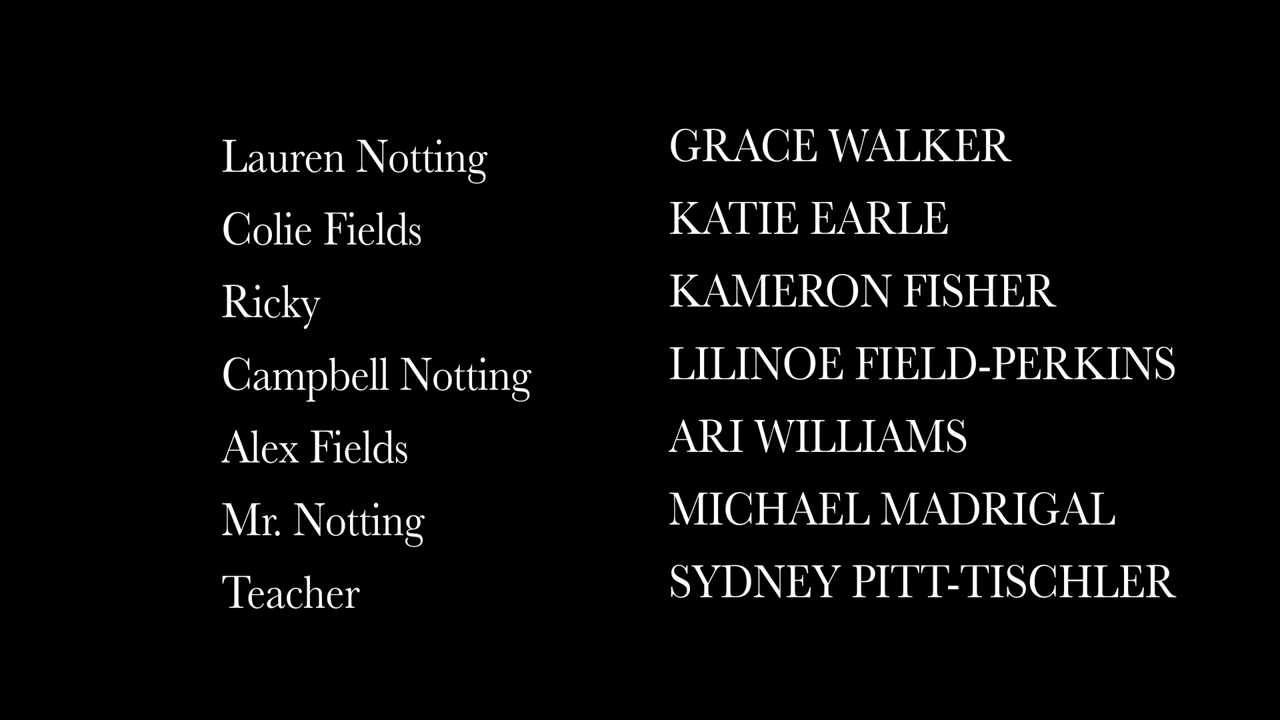 Lauren Notting GRACE WALKER
Colie Fields KATIE EARLE
Ricky KAMERON FISHER
Campbell Notting LILINOE FIELD-PERKINS
Alex Fields ARI WILLIAMS
Mr. Notting MICHAEL MADRIGAL
Teacher SYDNEY PITT-TISCHLER